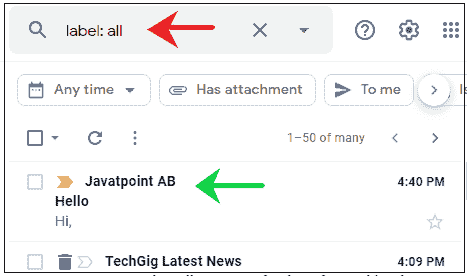 label: all
Any time
Has attachment
To me
1–50 of many
Javatpoint AB
4:40 PM
Hello
Hi,
TechGig Latest News
4:09 PM